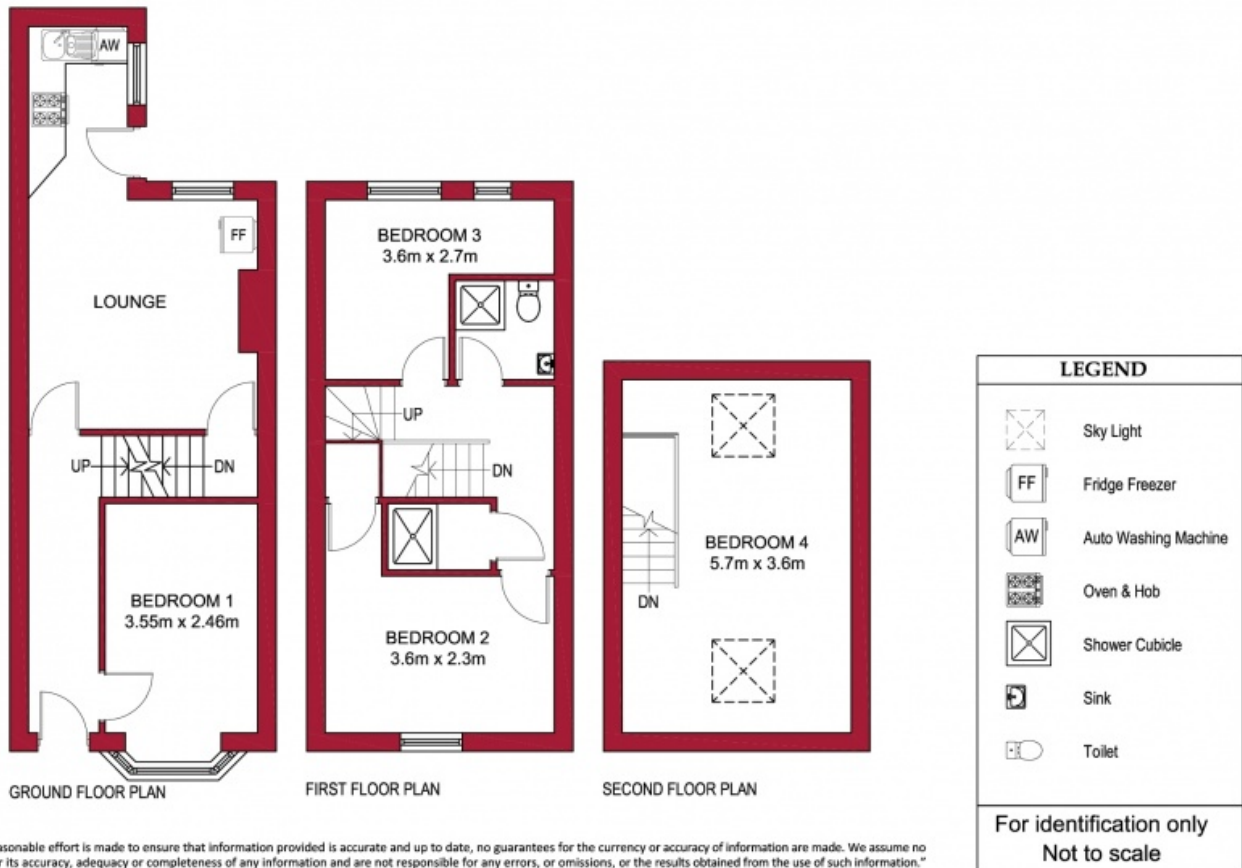 AW
FF
LOUNGE
UP
DN
BEDROOM 1
3.55m x 2.46m
GROUND FLOOR PLAN
BEDROOM 3
3.6m x 2.7m
UP
DN
BEDROOM 2
3.6m x 2.3m
FIRST FLOOR PLAN
BEDROOM 4
5.7m x 3.6m
DN
SECOND FLOOR PLAN
LEGEND
Sky Light
FF
Fridge Freezer
AW
Auto Washing Machine
Oven & Hob
Shower Cubicle
Sink
Toilet
For identification only
Not to scale
asonable effort is made to ensure that information provided is accurate and up to date, no guarantees for the currency or accuracy of information are made. We assume no
r its accuracy, adequacy or completeness of any information and are not responsible for any errors, or omissions, or the results obtained from the use of such information.”